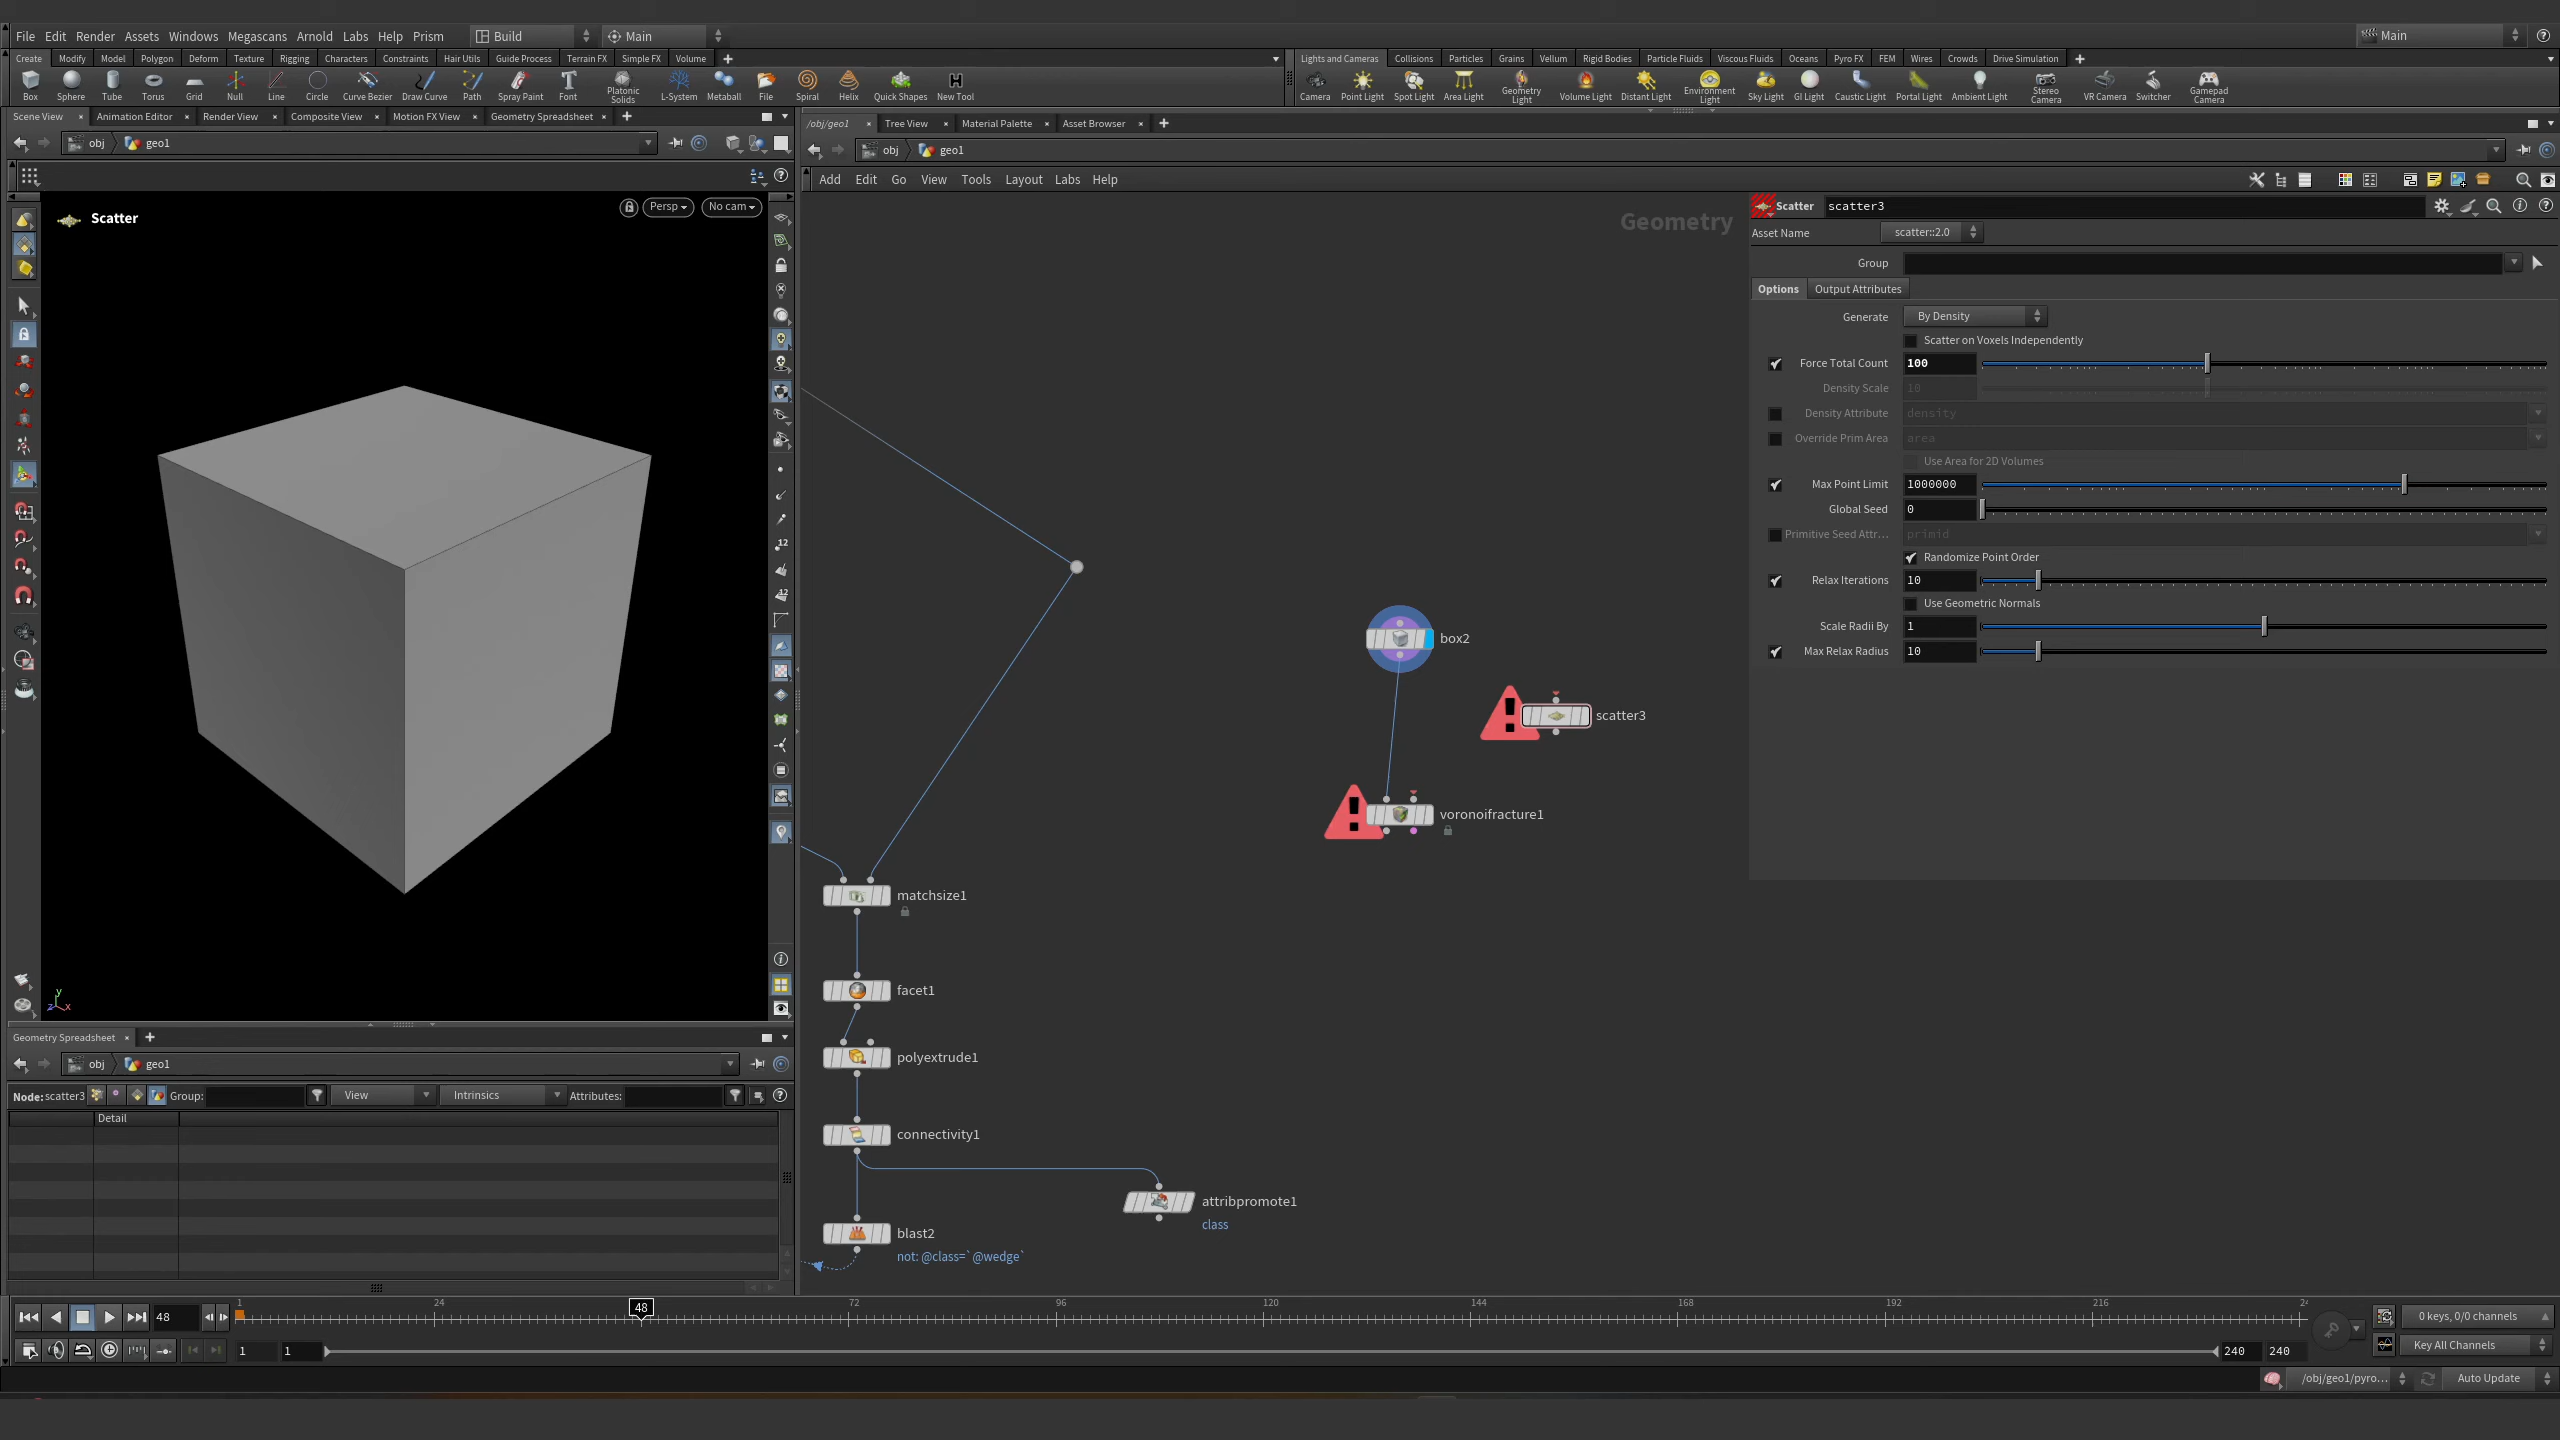 File Edit Render Assets Windows Megascans Arnold Labs Help Prism Build Main Main
Create Modify Model Polygon Deform Texture Rigging Characters Constraints Hair Utils Guide Process Terrain FX Simple FX Volume
Lights and Cameras Collisions Particles Grains Vellum Rigid Bodies Particle Fluids Viscous Fluids Oceans Pyro FX FEM Wires Crowds Drive Simulation
Box Sphere Tube Torus Grid Null Line Circle Curve Bezier Draw Curve Path Spray Paint Font Platonic Solids L-System Metaball File Spiral Helix Quick Shapes New Tool
Camera Point Light Spot Light Area Light Geometry Light Volume Light Distant Light Environment Light Sky Light GI Light Caustic Light Portal Light Ambient Light Stereo Camera VR Camera Switcher Gamepad Camera
Scene View Animation Editor Render View Composite View Motion FX View Geometry Spreadsheet
obj geo1
Scatter
Persp No cam
12
12
y
z x
/obj/geo1 Tree View Material Palette Asset Browser
obj geo1
Add Edit Go View Tools Layout Labs Help
Geometry
box2
scatter3
voronoifracture1
matchsize1
facet1
polyextrude1
connectivity1
attribpromote1
class
blast2
not: @class=`@wedge`
Scatter scatter3
Asset Name scatter::2.0
Group
Options Output Attributes
Generate By Density
Scatter on Voxels Independently
Force Total Count 100
Density Scale 10
Density Attribute density
Override Prim Area area
Use Area for 2D Volumes
Max Point Limit 1000000
Global Seed 0
Primitive Seed Attr... primid
Randomize Point Order
Relax Iterations 10
Use Geometric Normals
Scale Radii By 1
Max Relax Radius 10
Geometry Spreadsheet
obj geo1
Node: scatter3 Group: View Intrinsics Attributes:
Detail
48
1 24 48 72 96 120 144 168 192 216 24
0 keys, 0/0 channels
1 1 240 240
Key All Channels
/obj/geo1/pyro... Auto Update